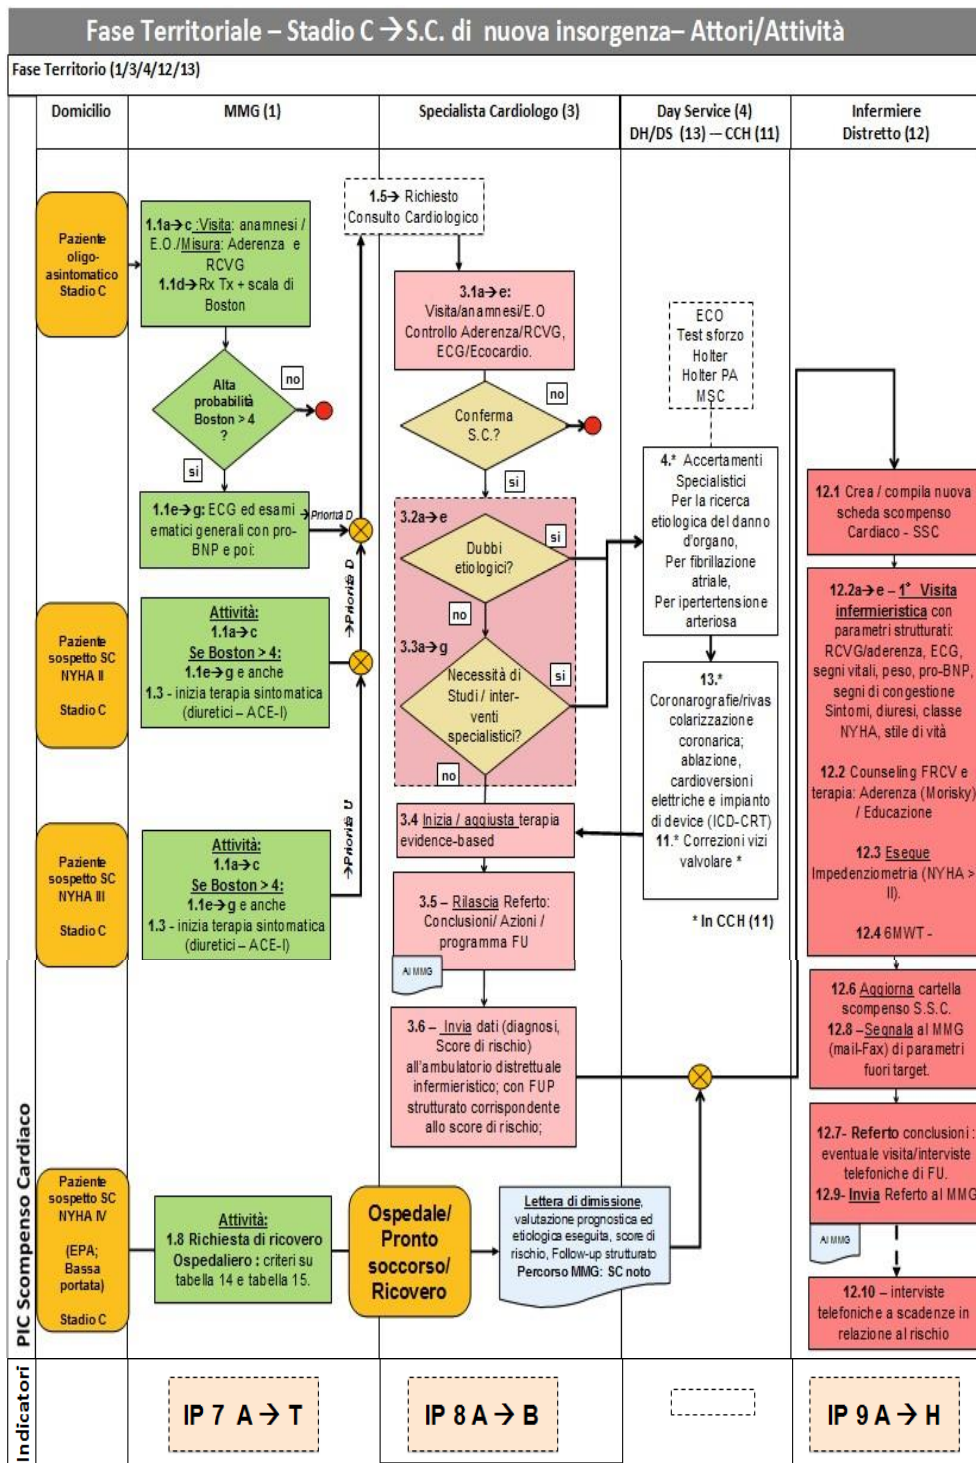 Fase Territoriale – Stadio C → S.C. di nuova insorgenza– Attori/Attività
Fase Territorio (1/3/4/12/13)
Domicilio
MMG (1)
Specialista Cardiologo (3)
Day Service (4)
DH/DS (13) –– CCH (11)
Infermiere
Distretto (12)
Paziente
oligo-
asintomatico
Stadio C
1.1a→c :Visita: anamnesi /
E.O./Misura: Aderenza e
RCVG
1.1d→Rx Tx + scala di
Boston
Alta
probabilità
Boston > 4
?
no
si
1.1e→g: ECG ed esami
ematici generali con pro-
BNP e poi:
→Priorità D
→Priorità D
→Priorità U
Paziente
sospetto SC
NYHA II
Stadio C
Attività:
1.1a→c
Se Boston > 4:
1.1e→g e anche
1.3 - inizia terapia sintomatica
(diuretici – ACE-I)
Paziente
sospetto SC
NYHA III
Stadio C
Attività:
1.1a→c
Se Boston > 4:
1.1e→g e anche
1.3 - inizia terapia sintomatica
(diuretici – ACE-I)
Paziente
sospetto SC
NYHA IV
(EPA;
Bassa
portata)
Stadio C
Attività:
1.8 Richiesta di ricovero
Ospedaliero : criteri su
tabella 14 e tabella 15.
Ospedale/
Pronto
soccorso/
Ricovero
Lettera di dimissione,
valutazione prognostica ed
etiologica eseguita, score di
rischio, Follow-up strutturato
Percorso MMG: SC noto
1.5→ Richiesto
Consulto Cardiologico
3.1a→e:
Visita/anamnesi/E.O
Controllo Aderenza/RCVG,
ECG/Ecocardio.
Conferma
S.C.?
no
si
3.2a→e
Dubbi
etiologici?
si
no
3.3a→g
Necessità di
Studi / inter-
venti
specialistici?
si
no
3.4 Inizia / aggiusta terapia
evidence-based
3.5 – Rilascia Referto:
Conclusioni/ Azioni /
programma FU
Al MMG
3.6 – Invia dati (diagnosi,
Score di rischio)
all'ambulatorio distrettuale
infermieristico; con FUP
strutturato corrispondente
allo score di rischio;
ECO
Test sforzo
Holter
Holter PA
MSC
4.* Accertamenti
Specialistici
Per la ricerca
etiologica del danno
d'organo,
Per fibrillazione
atriale,
Per ipertertensione
arteriosa
13.*
Coronarografie/rivas
colarizzazione
coronarica;
ablazione,
cardioversioni
elettriche e impianto
di device (ICD-CRT)
11.* Correzioni vizi
valvolare *
* In CCH (11)
12.1 Crea / compila nuova
scheda scompenso
Cardiaco - SSC
12.2a→e – 1° Visita
infermieristica con
parametri strutturati:
RCVG/aderenza, ECG,
segni vitali, peso, pro-BNP,
segni di congestione
Sintomi, diuresi, classe
NYHA, stile di vità
12.2 Counseling FRCV e
terapia: Aderenza (Morisky)
/ Educazione
12.3 Esegue
Impedenziometria (NYHA >
II).
12.4 6MWT -
12.6 Aggiorna cartella
scompenso S.S.C.
12.8 –Segnala al MMG
(mail-Fax) di parametri
fuori target.
12.7- Referto conclusioni :
eventuale visita/interviste
telefoniche di FU.
12.9- Invia Referto al MMG
Al MMG
12.10 – interviste
telefoniche a scadenze in
relazione al rischio
PIC Scompenso Cardiaco
Indicatori
IP 7 A → T
IP 8 A → B
IP 9 A → H